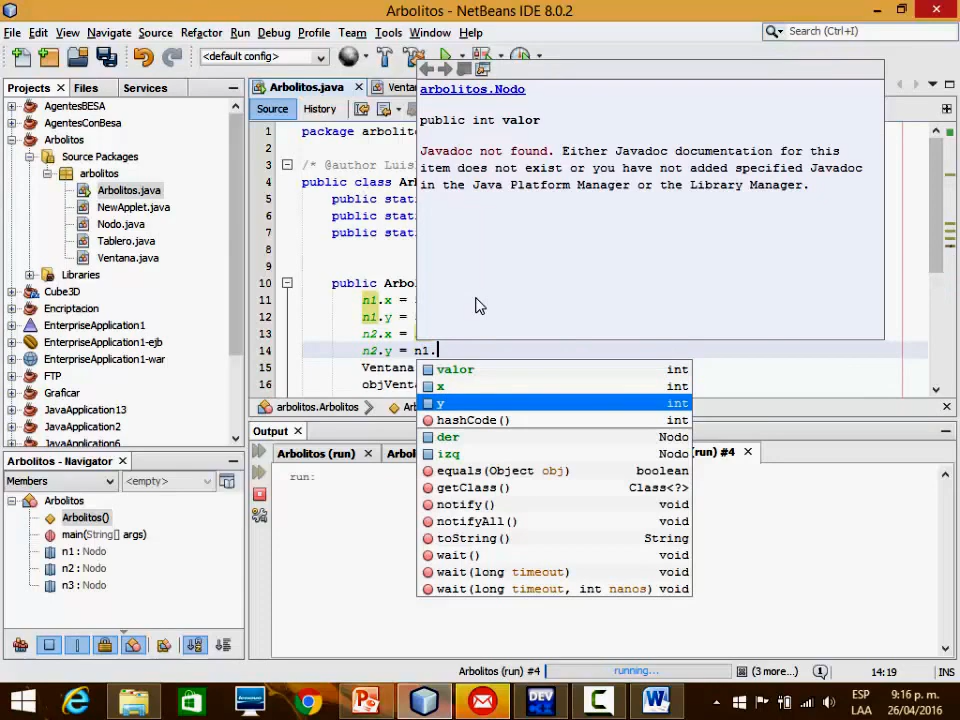 Arbolitos - NetBeans IDE 8.0.2
File Edit View Navigate Source Refactor Run Debug Profile Team Tools Window Help
Search (Ctrl+I)
<default config>
Projects Files Services
AgentesBESA
AgentesConBesa
Arbolitos
Source Packages
arbolitos
Arbolitos.java
NewApplet.java
Nodo.java
Tablero.java
Ventana.java
Libraries
Cube3D
Encriptacion
EnterpriseApplication1
EnterpriseApplication1-ejb
EnterpriseApplication1-war
FTP
Graficar
JavaApplication13
JavaApplication2
JavaApplication6
Arbolitos - Navigator
Members
<empty>
Arbolitos
Arbolitos()
main(String[] args)
n1 : Nodo
n2 : Nodo
n3 : Nodo
Arbolitos.java
Source History
1 package arbolit
2
3 /* @author Luis
4 public class Ar
5 public stat
6 public stat
7 public stat
8
9
10 public Arbo
11 n1.x =
12 n1.y =
13 n2.x =
14 n2.y = n1.
15 Ventana
16 objVent
arbolitos.Nodo
public int valor
Javadoc not found. Either Javadoc documentation for this
item does not exist or you have not added specified Javadoc
in the Java Platform Manager or the Library Manager.
valor int
x int
y int
hashCode() int
der Nodo
izq Nodo
equals(Object obj) boolean
getClass() Class<?>
notify() void
notifyAll() void
toString() String
wait() void
wait(long timeout) void
wait(long timeout, int nanos) void
arbolitos.Arbolitos
Output
Arbolitos (run)
(run) #4
run:
Arbolitos (run) #4 running... (3 more...) 14:19 INS
ESP
LAA
9:16 p. m.
26/04/2016